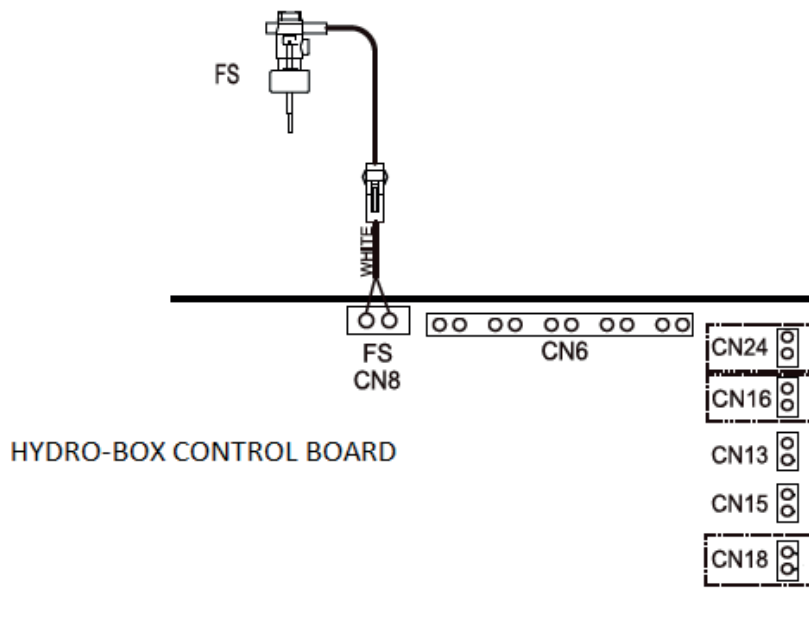 FS
WHITE
FS
CN8
CN6
CN24
CN16
CN13
CN15
CN18
HYDRO-BOX CONTROL BOARD